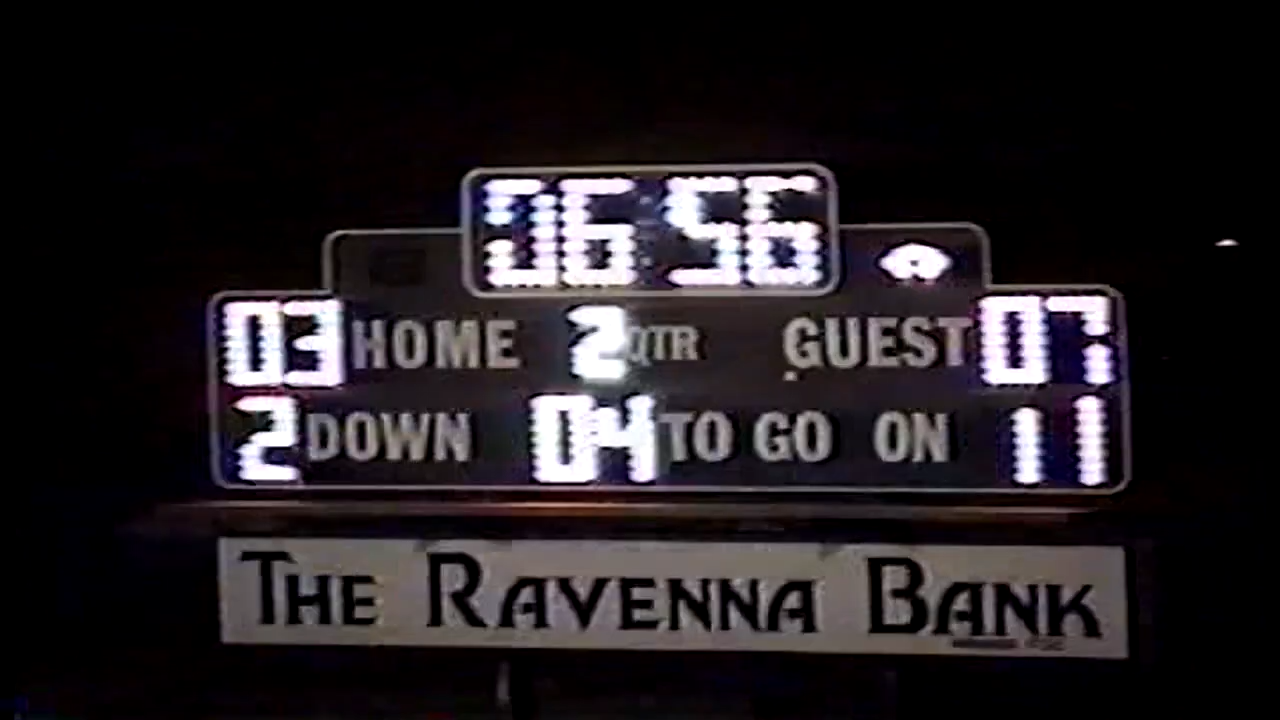 06:56
03 HOME 2 QTR GUEST 07
2 DOWN 04 TO GO ON 11
THE RAVENNA BANK